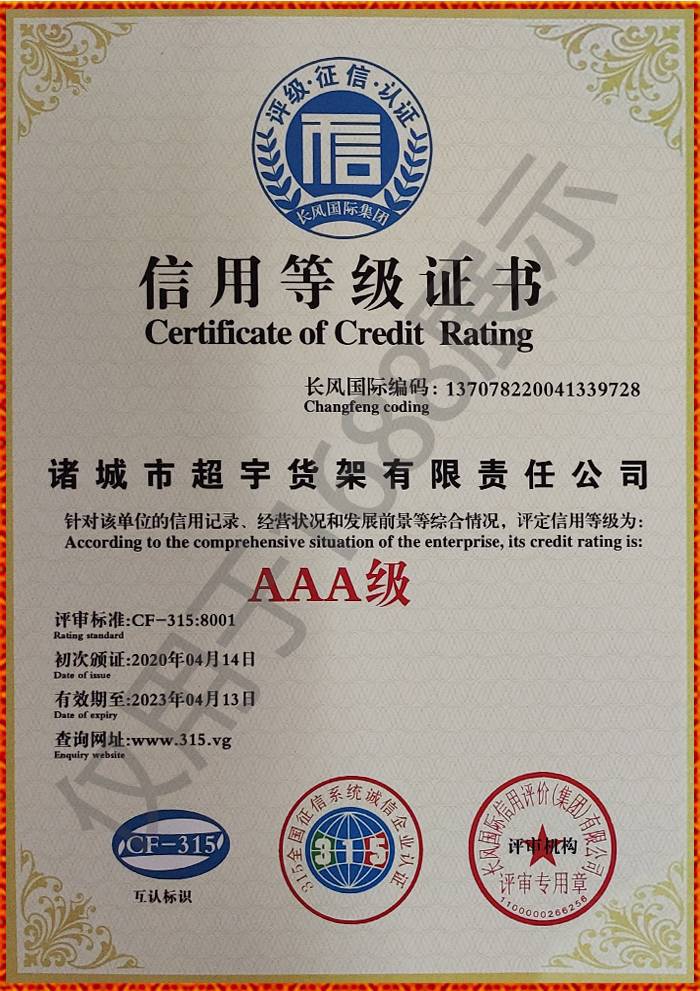 评级·征信·认证
信
长风国际集团
信用等级证书
Certificate of Credit Rating
长风国际编码: 137078220041339728
Changfeng coding
诸城市超宇货架有限责任公司
针对该单位的信用记录、经营状况和发展前景等综合情况，评定信用等级为:
According to the comprehensive situation of the enterprise, its credit rating is:
AAA级
评审标准:CF-315:8001
Rating standard
初次颁证:2020年04月14日
Date of issue
有效期至:2023年04月13日
Date of expiry
查询网址:www.315.vg
Enquiry website
CF-315
互认标识
315全国征信系统诚信企业认证
315
长风国际信用评价(集团)有限公司
评审机构
评审专用章
1100000266256
仅用于1688展示